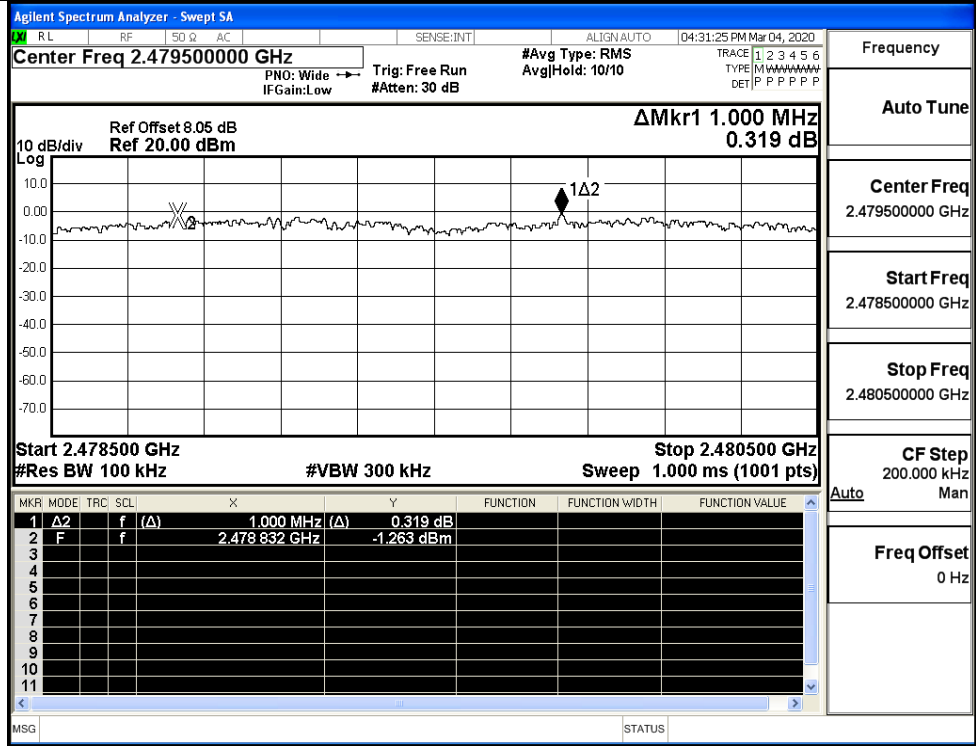 Agilent Spectrum Analyzer - Swept SA
LXI RL RF 50 Ω AC SENSE:INT ALIGNAUTO 04:31:25 PM Mar 04, 2020
Center Freq 2.479500000 GHz
PNO: Wide
IFGain:Low
Trig: Free Run
#Atten: 30 dB
#Avg Type: RMS
Avg|Hold: 10/10
TRACE 1 2 3 4 5 6
TYPE M WWWWW
DET P P P P P P
ΔMkr1 1.000 MHz
0.319 dB
Ref Offset 8.05 dB
10 dB/div Ref 20.00 dBm
Log
10.0
0.00
-10.0
-20.0
-30.0
-40.0
-50.0
-60.0
-70.0
X2
1Δ2
Start 2.478500 GHz Stop 2.480500 GHz
#Res BW 100 kHz #VBW 300 kHz Sweep 1.000 ms (1001 pts)
MKR MODE TRC SCL X Y FUNCTION FUNCTION WIDTH FUNCTION VALUE
1 Δ2 f (Δ) 1.000 MHz (Δ) 0.319 dB
2 F f 2.478 832 GHz -1.263 dBm
3
4
5
6
7
8
9
10
11
MSG STATUS
Frequency
Auto Tune
Center Freq
2.479500000 GHz
Start Freq
2.478500000 GHz
Stop Freq
2.480500000 GHz
CF Step
200.000 kHz
Auto Man
Freq Offset
0 Hz